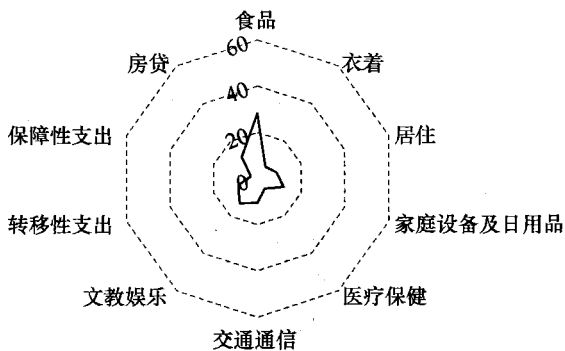 食品
60
房贷
衣着
40
保障性支出
20
居住
0
转移性支出
家庭设备及日用品
文教娱乐
医疗保健
交通通信